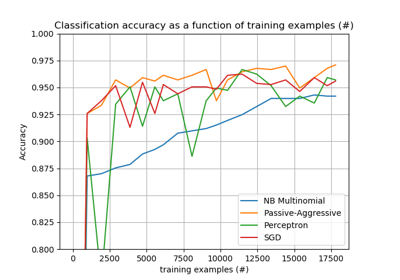 Classification accuracy as a function of training examples (#)
1.000
0.975
0.950
0.925
0.900
0.875
0.850
0.825
0.800
Accuracy
NB Multinomial
Passive-Aggressive
Perceptron
SGD
0 2500 5000 7500 10000 12500 15000 17500
training examples (#)